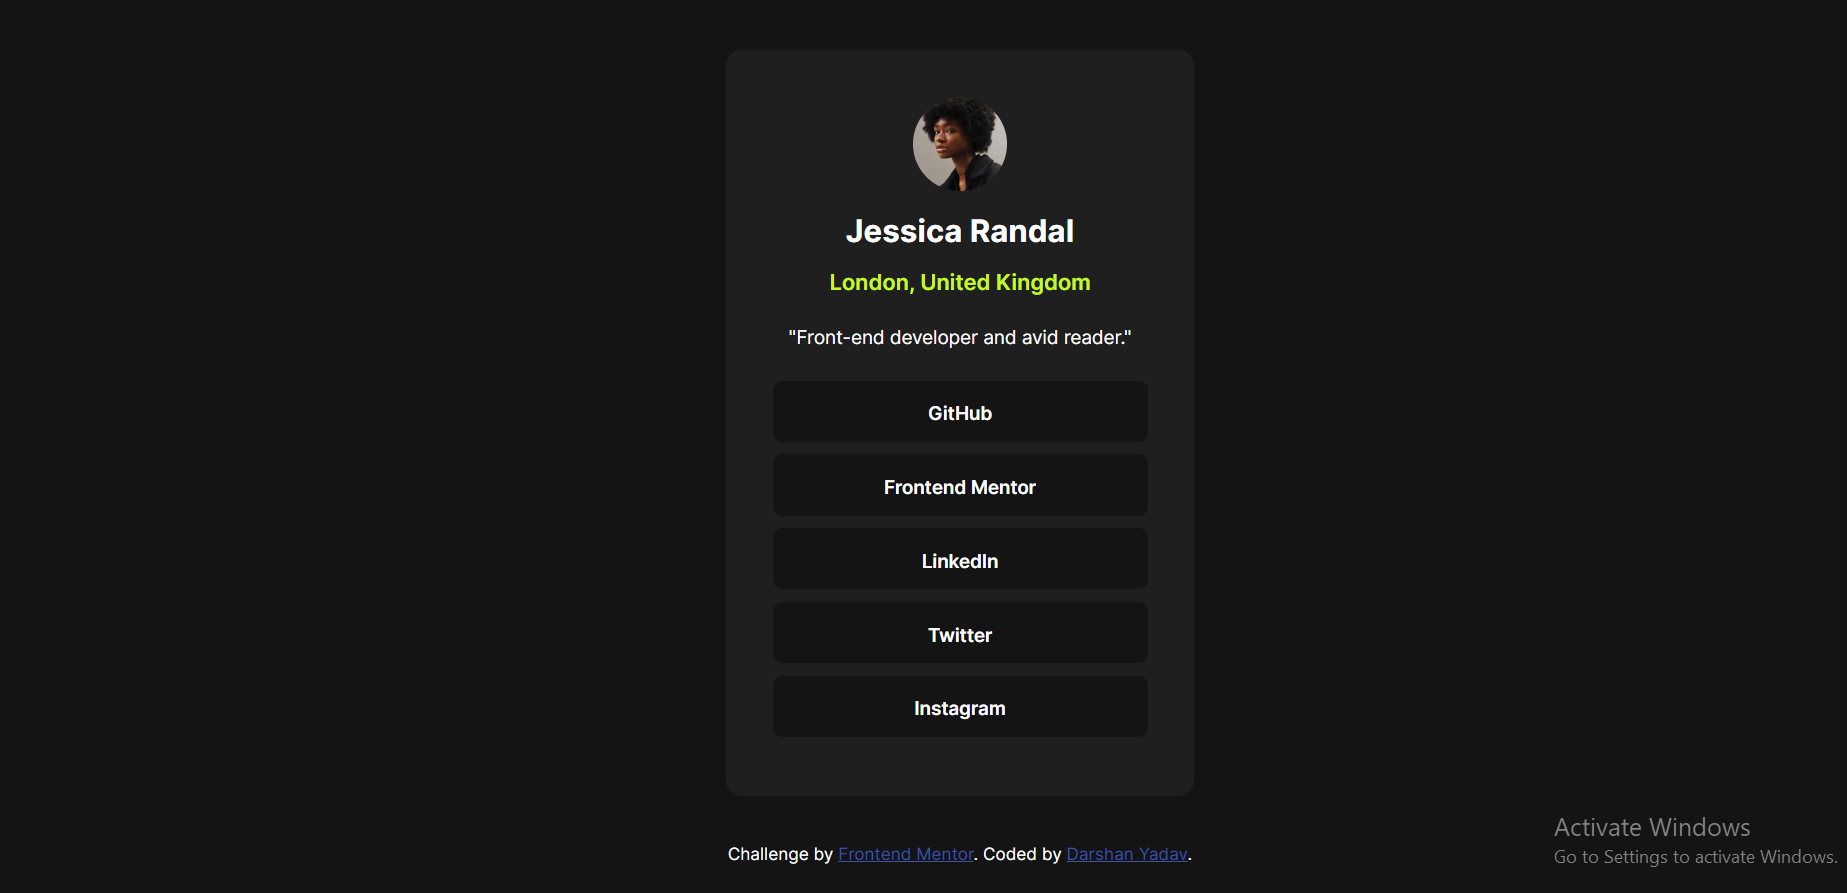 Jessica Randal
London, United Kingdom
"Front-end developer and avid reader."
GitHub
Frontend Mentor
LinkedIn
Twitter
Instagram
Challenge by Frontend Mentor. Coded by Darshan Yadav.
Activate Windows
Go to Settings to activate Windows.